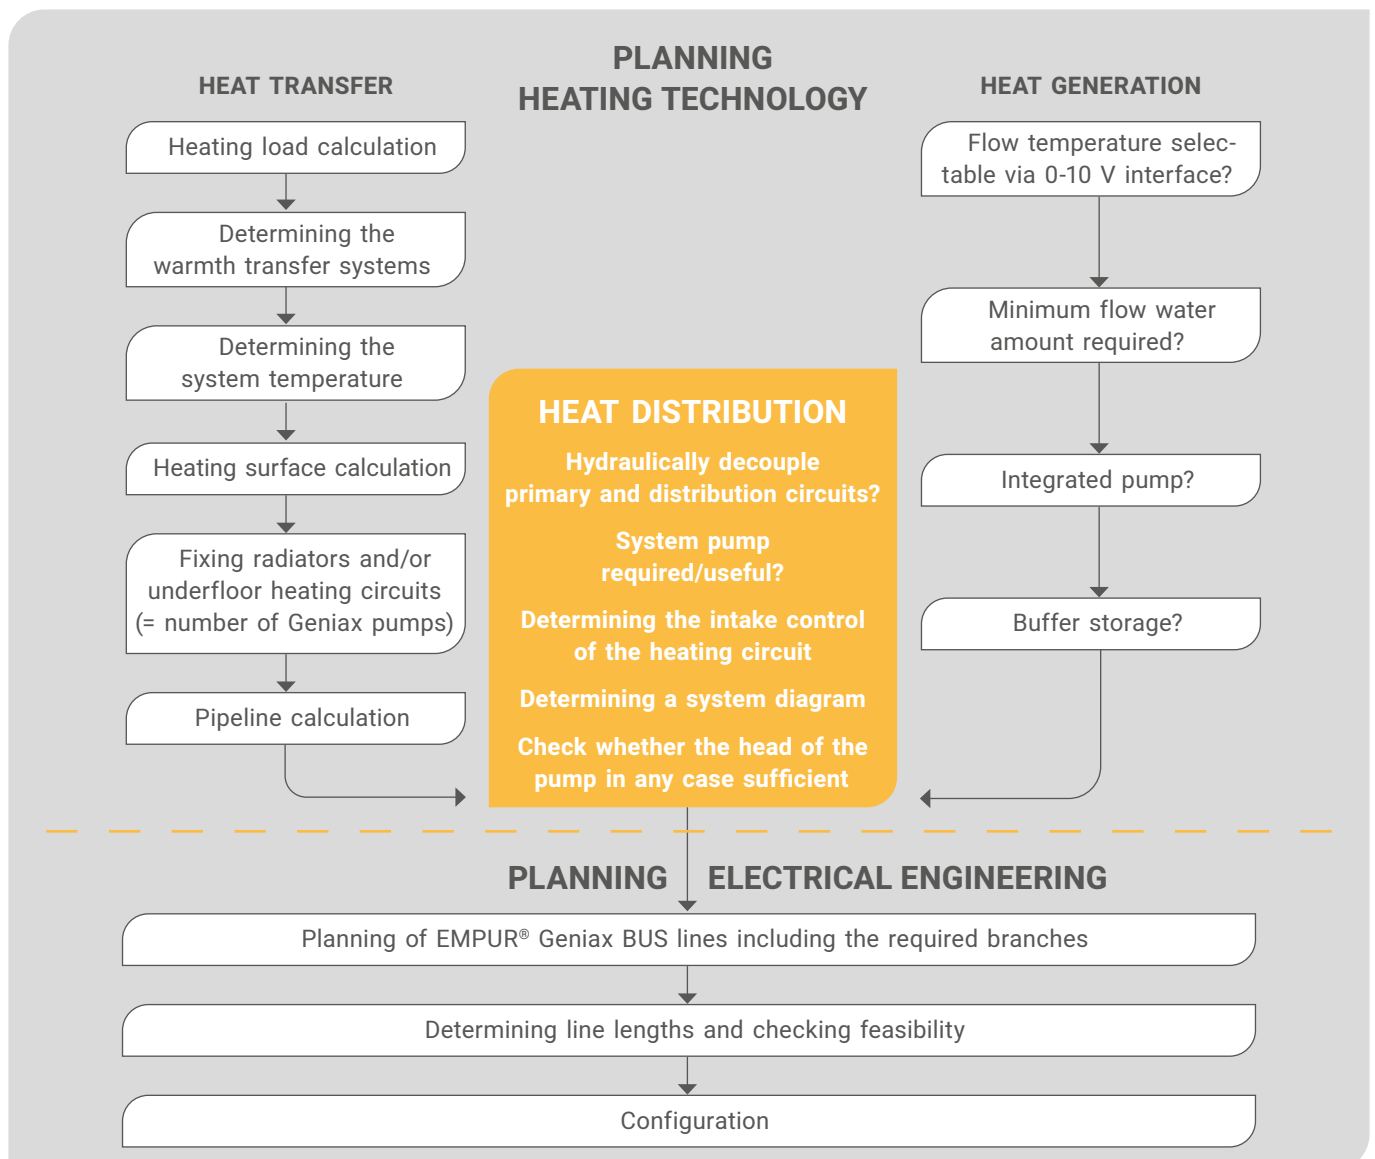 PLANNING
HEATING TECHNOLOGY
HEAT TRANSFER
Heating load calculation
Determining the
warmth transfer systems
Determining the
system temperature
Heating surface calculation
Fixing radiators and/or
underfloor heating circuits
(= number of Geniax pumps)
Pipeline calculation
HEAT DISTRIBUTION
Hydraulically decouple
primary and distribution circuits?
System pump
required/useful?
Determining the intake control
of the heating circuit
Determining a system diagram
Check whether the head of the
pump in any case sufficient
HEAT GENERATION
Flow temperature selec-
table via 0-10 V interface?
Minimum flow water
amount required?
Integrated pump?
Buffer storage?
PLANNING ELECTRICAL ENGINEERING
Planning of EMPUR® Geniax BUS lines including the required branches
Determining line lengths and checking feasibility
Configuration